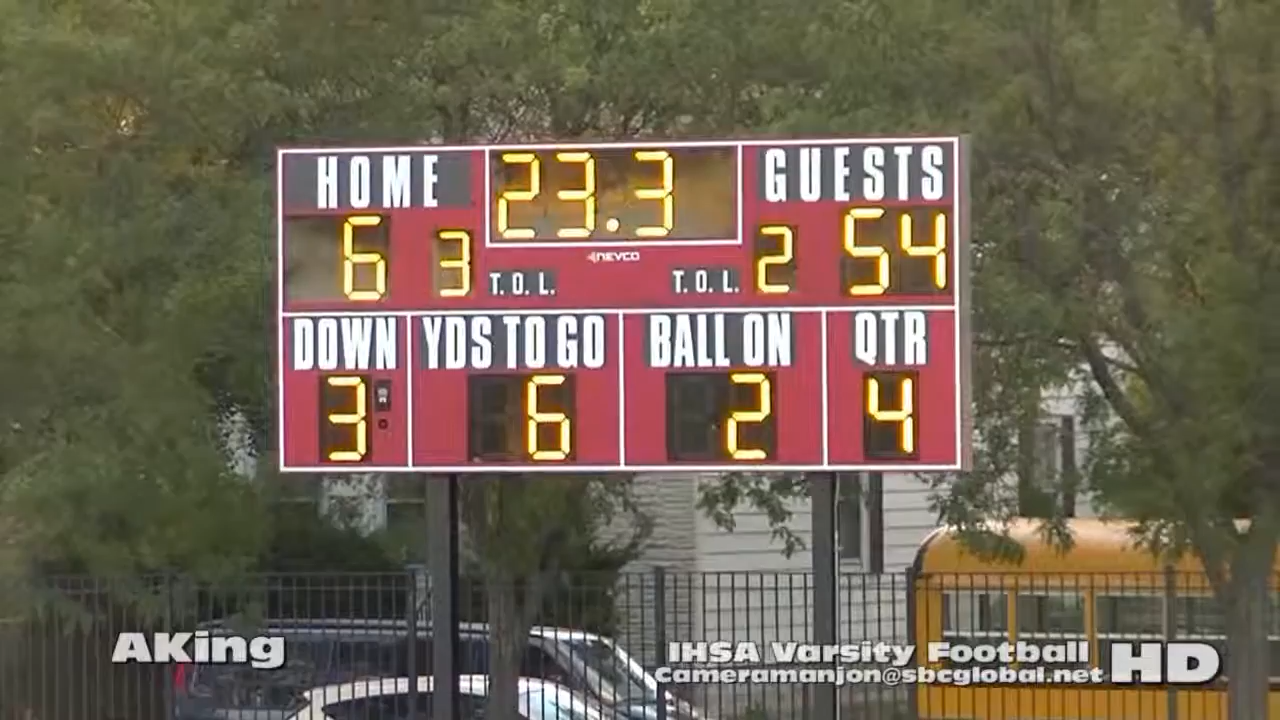 HOME 23.3 GUESTS
6 3 T.O.L. NEVCO T.O.L. 2 54
DOWN YDS TO GO BALL ON QTR
3 6 2 4
AKing
IHSA Varsity Football HD
cameramanjon@sbcglobal.net